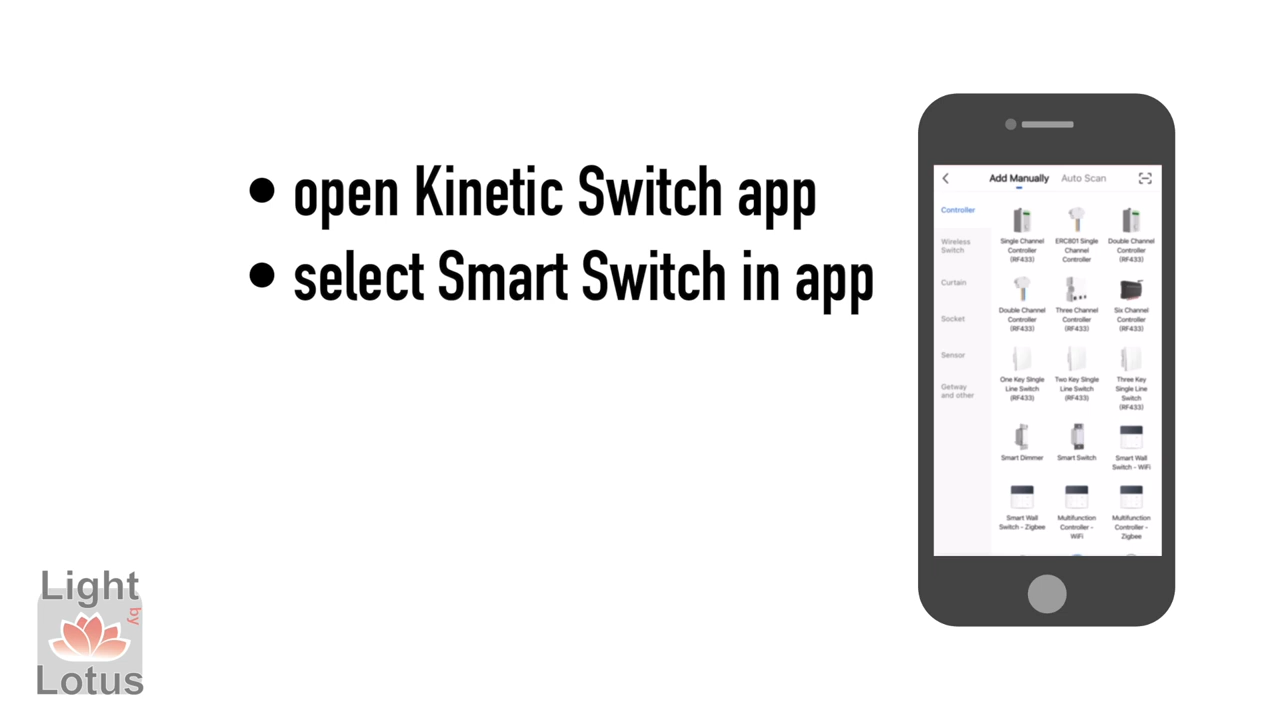 • open Kinetic Switch app
• select Smart Switch in app
Add Manually Auto Scan
Controller
Wireless
Switch
Curtain
Socket
Sensor
Getway
and other
Single Channel
Controller
(RF433)
ERC801 Single
Channel
Controller
Double Channel
Controller
(RF433)
Double Channel
Controller
(RF433)
Three Channel
Controller
(RF433)
Six Channel
Controller
(RF433)
One Key Single
Line Switch
(RF433)
Two Key Single
Line Switch
(RF433)
Three Key
Single Line
Switch
(RF433)
Smart Dimmer
Smart Switch
Smart Wall
Switch - WiFi
Smart Wall
Switch - Zigbee
Multifunction
Controller -
WiFi
Multifunction
Controller -
Zigbee
Light
by
Lotus